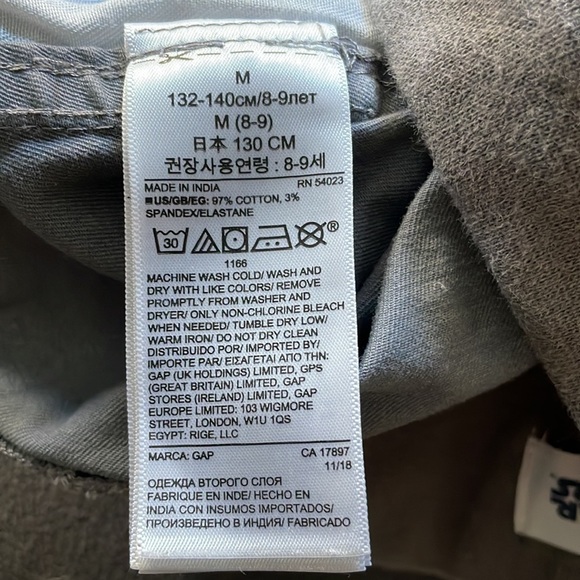 M
132-140см/8-9лет
M (8-9)
日本 130 CM
권장사용연령 : 8-9세
MADE IN INDIA RN 54023
US/GB/EG: 97% COTTON, 3%
SPANDEX/ELASTANE
30 ®
1166
MACHINE WASH COLD/ WASH AND
DRY WITH LIKE COLORS/ REMOVE
PROMPTLY FROM WASHER AND
DRYER/ ONLY NON-CHLORINE BLEACH
WHEN NEEDED/ TUMBLE DRY LOW/
WARM IRON/ DO NOT DRY CLEAN
DISTRIBUIDO POR/ IMPORTED BY/
IMPORTE PAR/ ΕΙΣΑΓΕΤΑΙ ΑΠΟ ΤΗΝ:
GAP (UK HOLDINGS) LIMITED, GPS
(GREAT BRITAIN) LIMITED, GAP
STORES (IRELAND) LIMITED, GAP
EUROPE LIMITED: 103 WIGMORE
STREET, LONDON, W1U 1QS
EGYPT: RIGE, LLC
MARCA: GAP CA 17897
11/18
ОДЕЖДА ВТОРОГО СЛОЯ
FABRIQUE EN INDE/ HECHO EN
INDIA/
ПРОИЗВЕДЕНО В ИНДИЯ/ FABRICADO